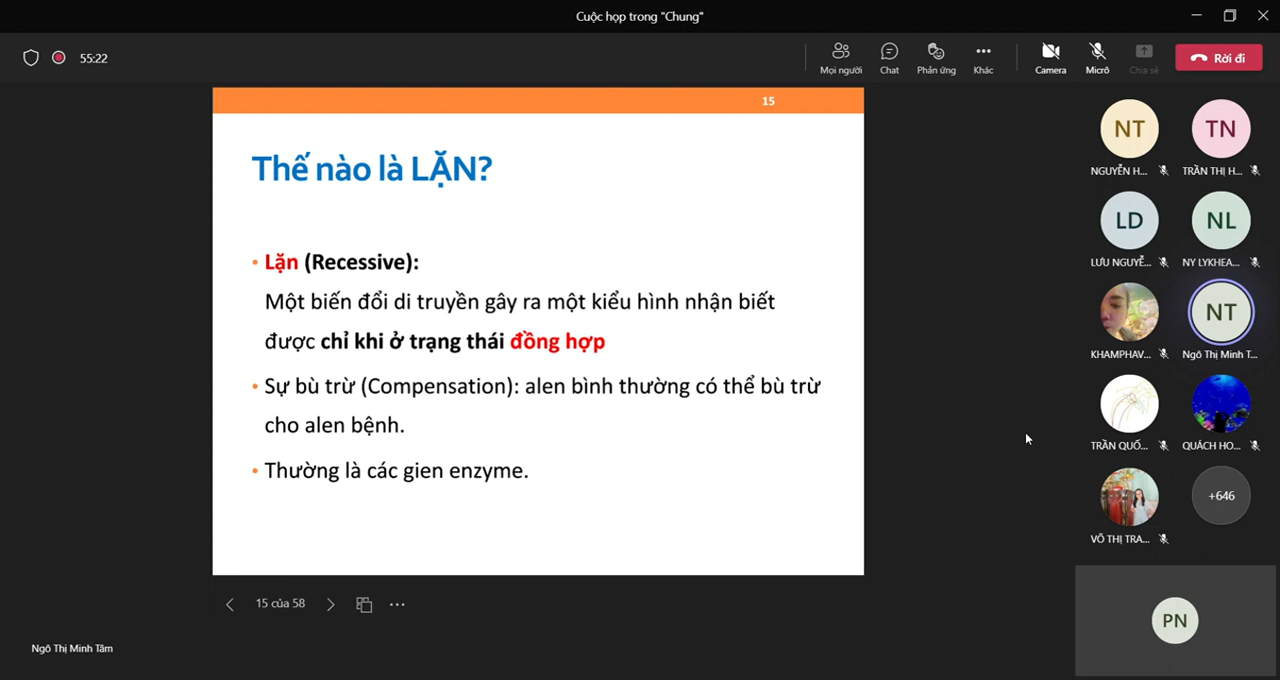 Cuộc họp trong "Chung"
55:22
Mọi người
Chat
Phản ứng
Khác
Camera
Micrô
Chia sẻ
Rời đi
15
Thế nào là LẶN?
• Lặn (Recessive):
Một biến đổi di truyền gây ra một kiểu hình nhận biết
được chỉ khi ở trạng thái đồng hợp
• Sự bù trừ (Compensation): alen bình thường có thể bù trừ
cho alen bệnh.
• Thường là các gien enzyme.
15 của 58
Ngô Thị Minh Tâm
NT
TN
NGUYỄN H...
TRẦN THỊ H...
LD
NL
LƯU NGUYỄ...
NY LYKHEA...
NT
KHAMPHAV...
Ngô Thị Minh T...
TRẦN QUỐ...
QUÁCH HO...
+646
VÕ THỊ TRA...
PN